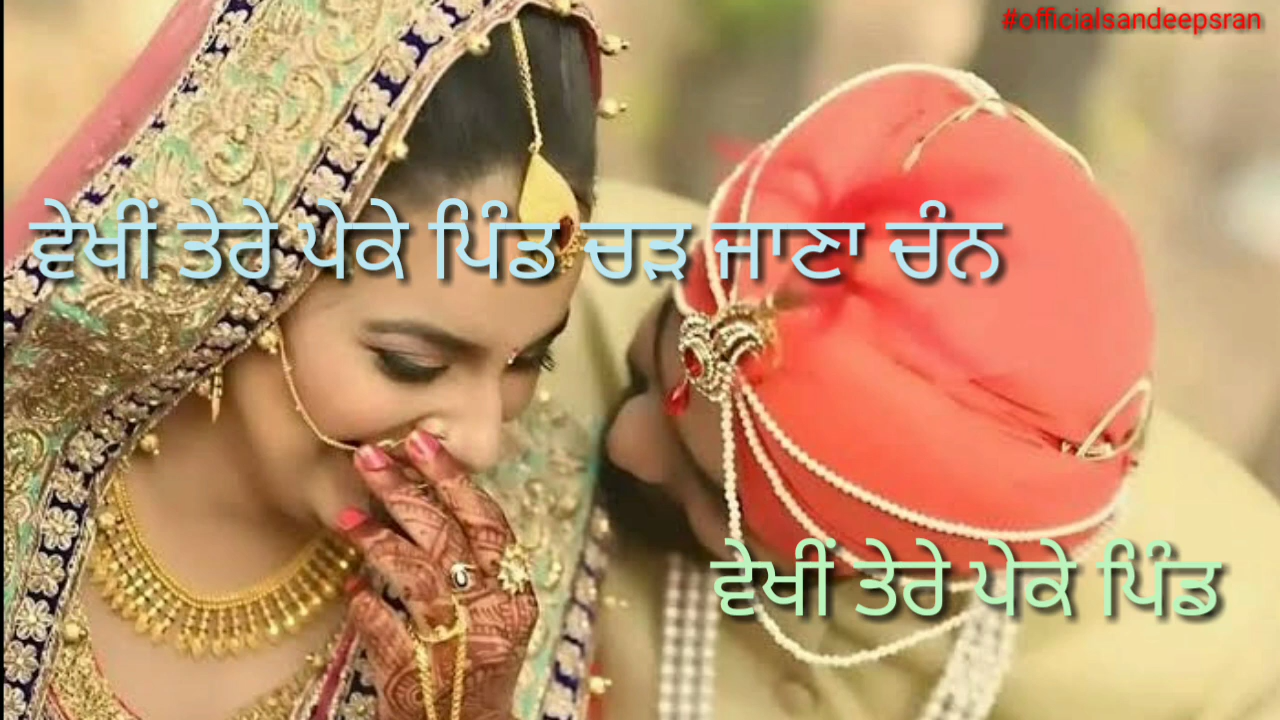 #officialsandeepsran
ਵੇਖੀਂ ਤੇਰੇ ਪੇਕੇ ਪਿੰਡ ਚੜ ਜਾਣਾ ਚੰਨ
ਵੇਖੀਂ ਤੇਰੇ ਪੇਕੇ ਪਿੰਡ